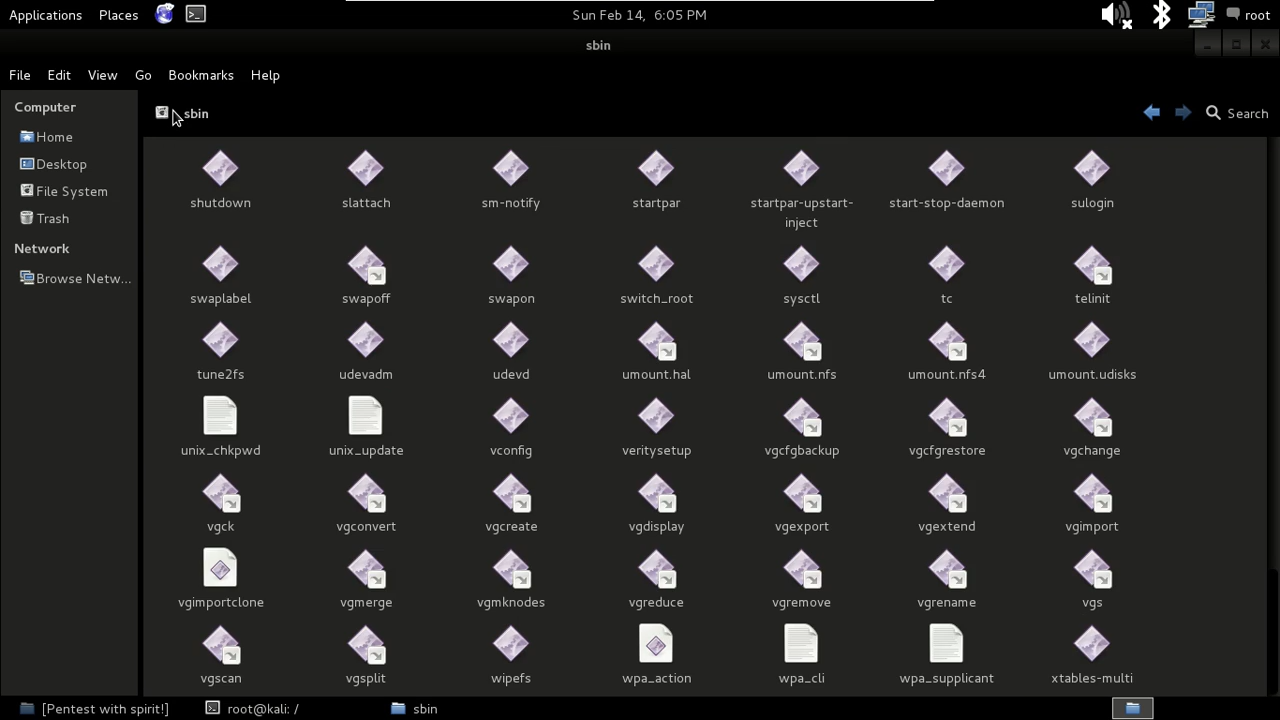 Applications Places Sun Feb 14, 6:05 PM root
sbin
File Edit View Go Bookmarks Help
Computer
Home
Desktop
File System
Trash
Network
Browse Netw...
sbin Search
shutdown slattach sm-notify startpar startpar-upstart-inject start-stop-daemon sulogin
swaplabel swapoff swapon switch_root sysctl tc telinit
tune2fs udevadm udevd umount.hal umount.nfs umount.nfs4 umount.udisks
unix_chkpwd unix_update vconfig veritysetup vgcfgbackup vgcfgrestore vgchange
vgck vgconvert vgcreate vgdisplay vgexport vgextend vgimport
vgimportclone vgmerge vgmknodes vgreduce vgremove vgrename vgs
vgscan vgsplit wipefs wpa_action wpa_cli wpa_supplicant xtables-multi
[Pentest with spirit!] root@kali: / sbin